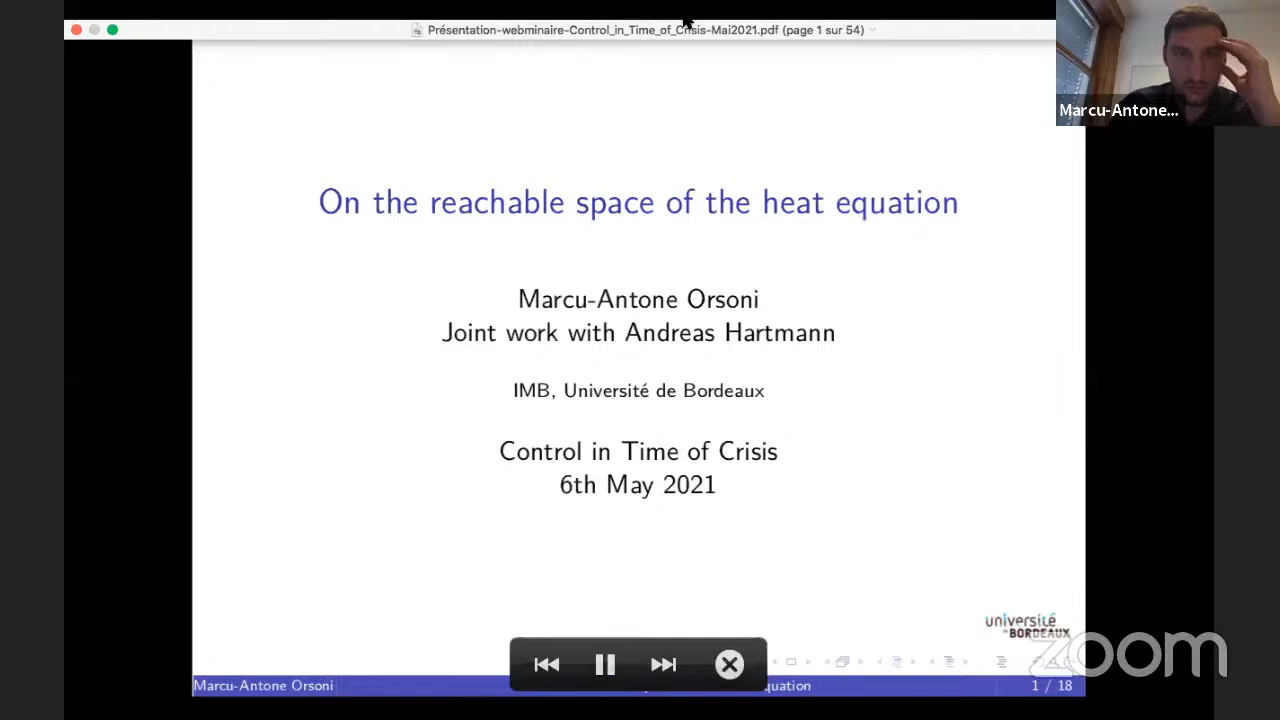 Présentation-webminaire-Control_in_Time_of_Crisis-Mai2021.pdf (page 1 sur 54)
Marcu-Antone...
On the reachable space of the heat equation
Marcu-Antone Orsoni
Joint work with Andreas Hartmann
IMB, Université de Bordeaux
Control in Time of Crisis
6th May 2021
université
de BORDEAUX
zoom
Marcu-Antone Orsoni
equation
1 / 18